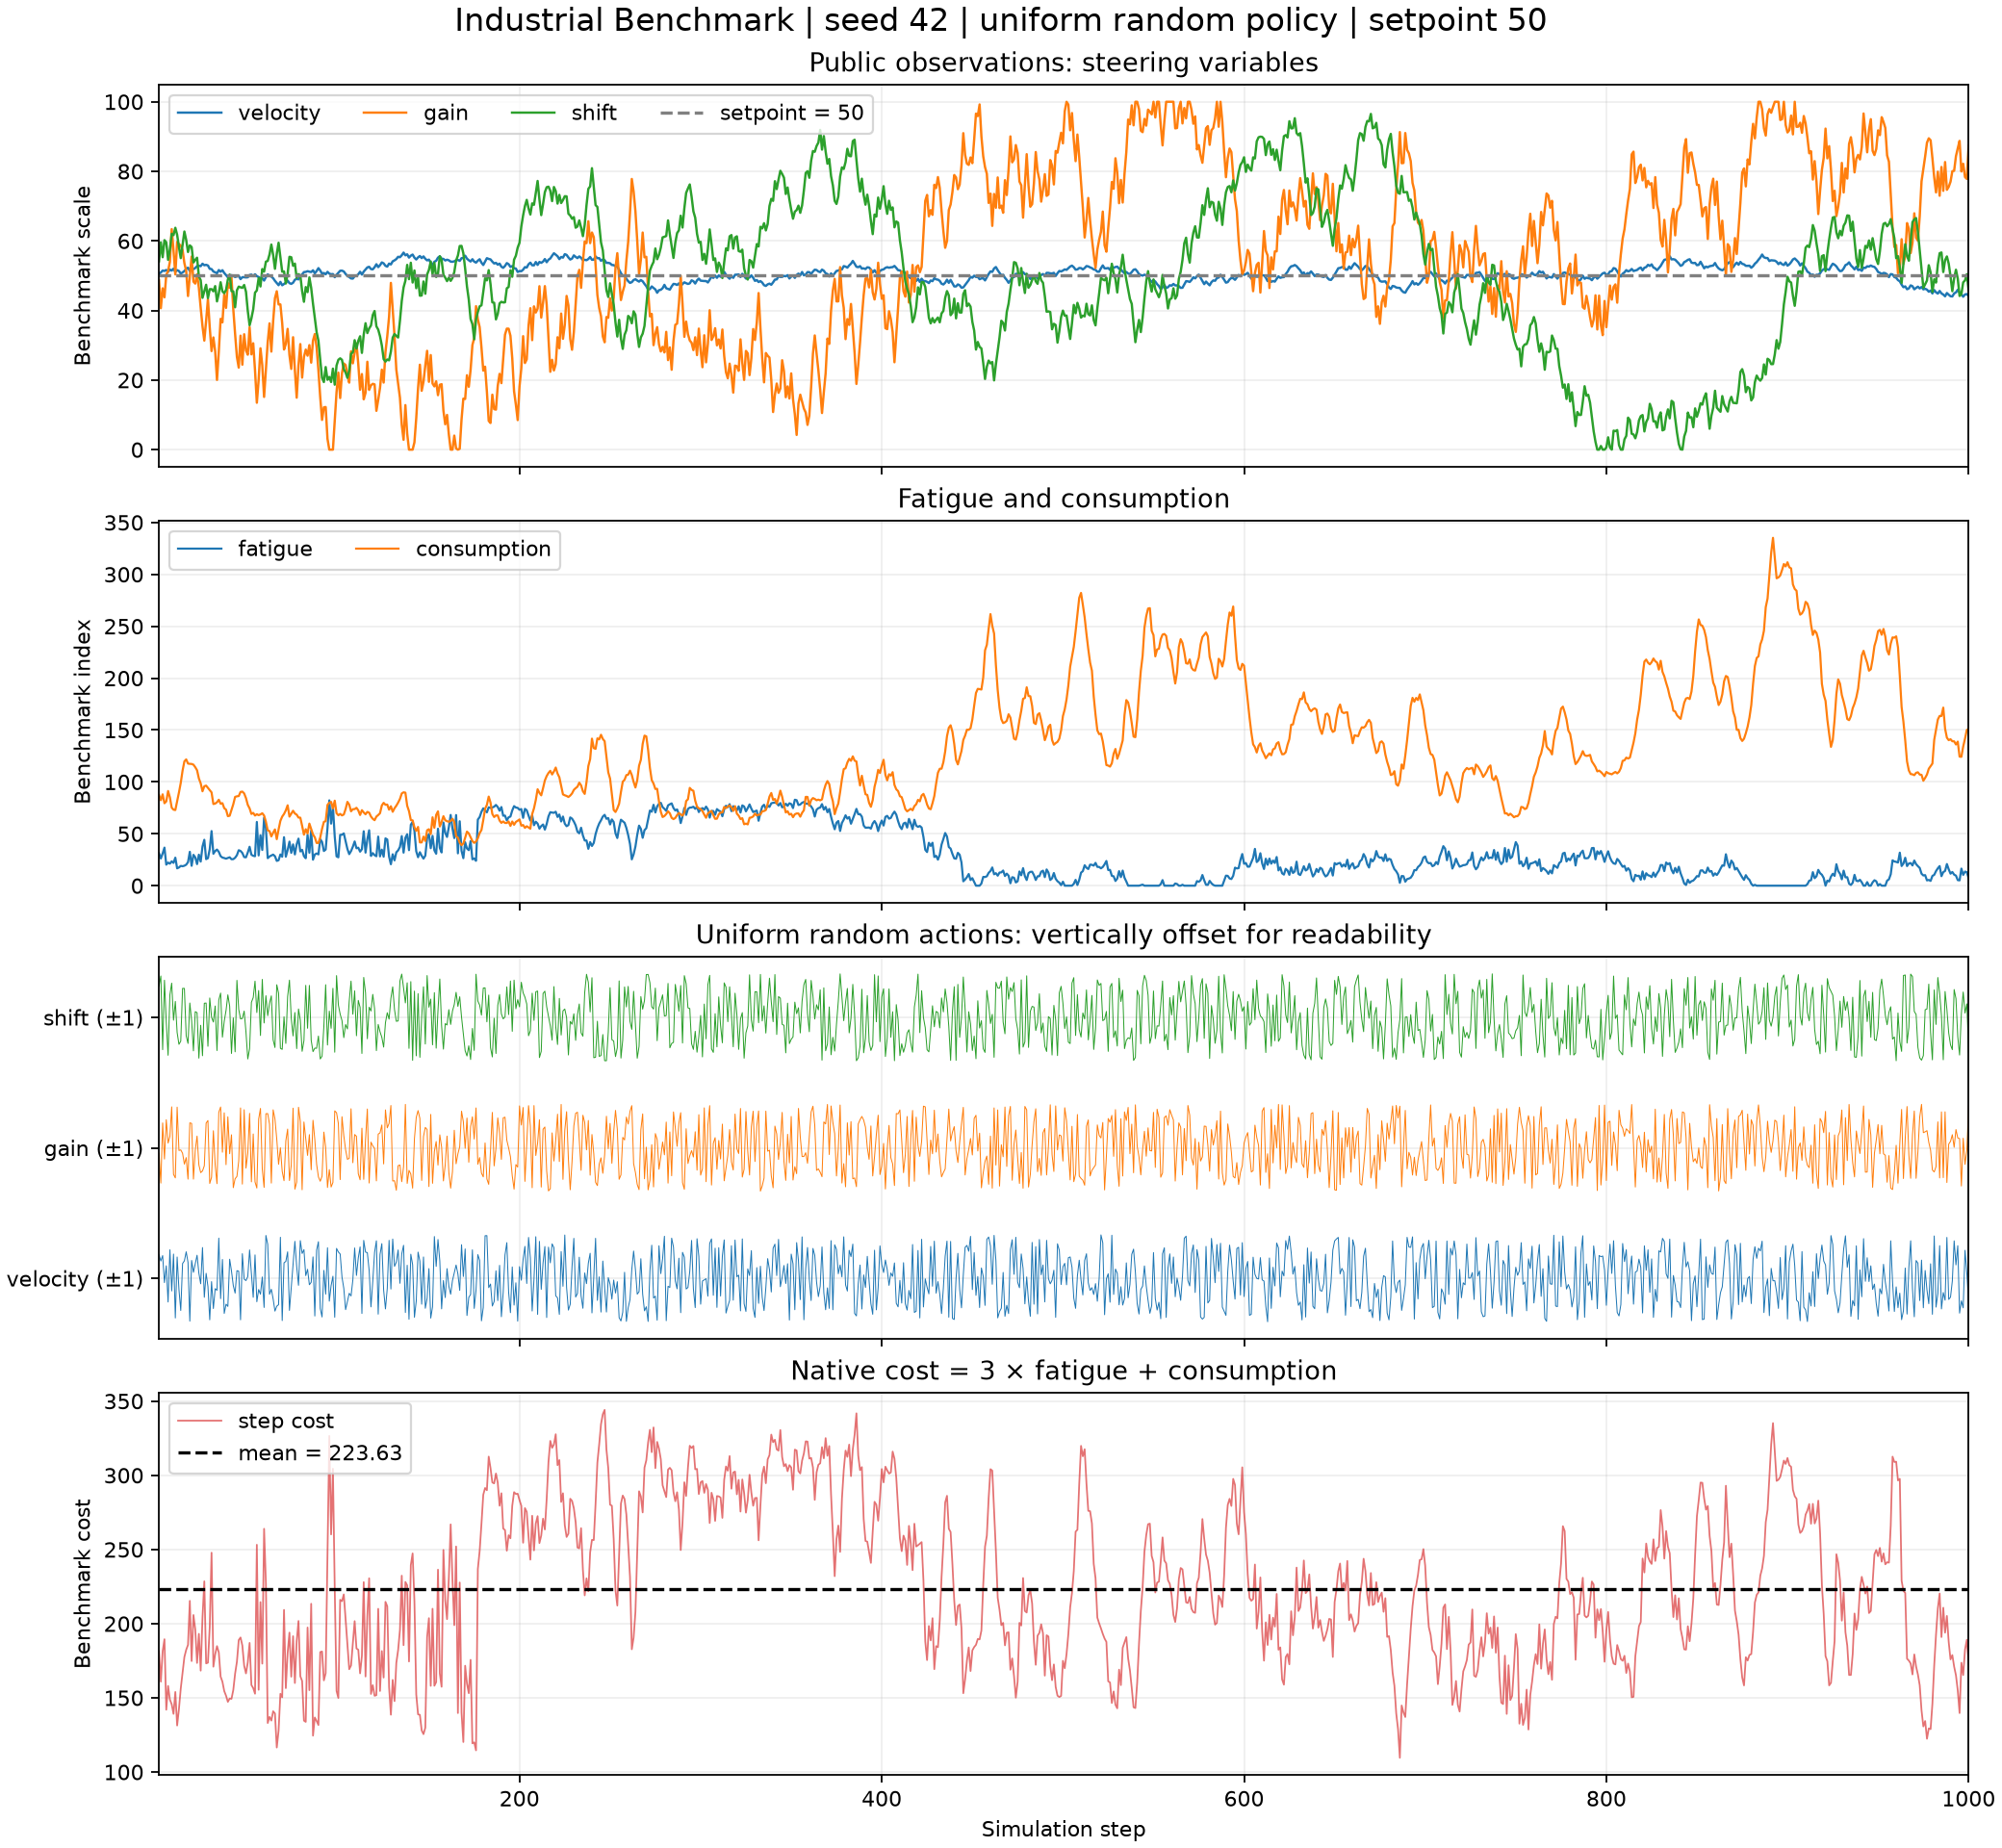 Industrial Benchmark | seed 42 | uniform random policy | setpoint 50
Public observations: steering variables
velocity gain shift setpoint = 50
Benchmark scale
100
80
60
40
20
0
Fatigue and consumption
fatigue consumption
Benchmark index
350
300
250
200
150
100
50
0
Uniform random actions: vertically offset for readability
shift (±1)
gain (±1)
velocity (±1)
Native cost = 3 × fatigue + consumption
step cost
mean = 223.63
Benchmark cost
350
300
250
200
150
100
200 400 600 800 1000
Simulation step